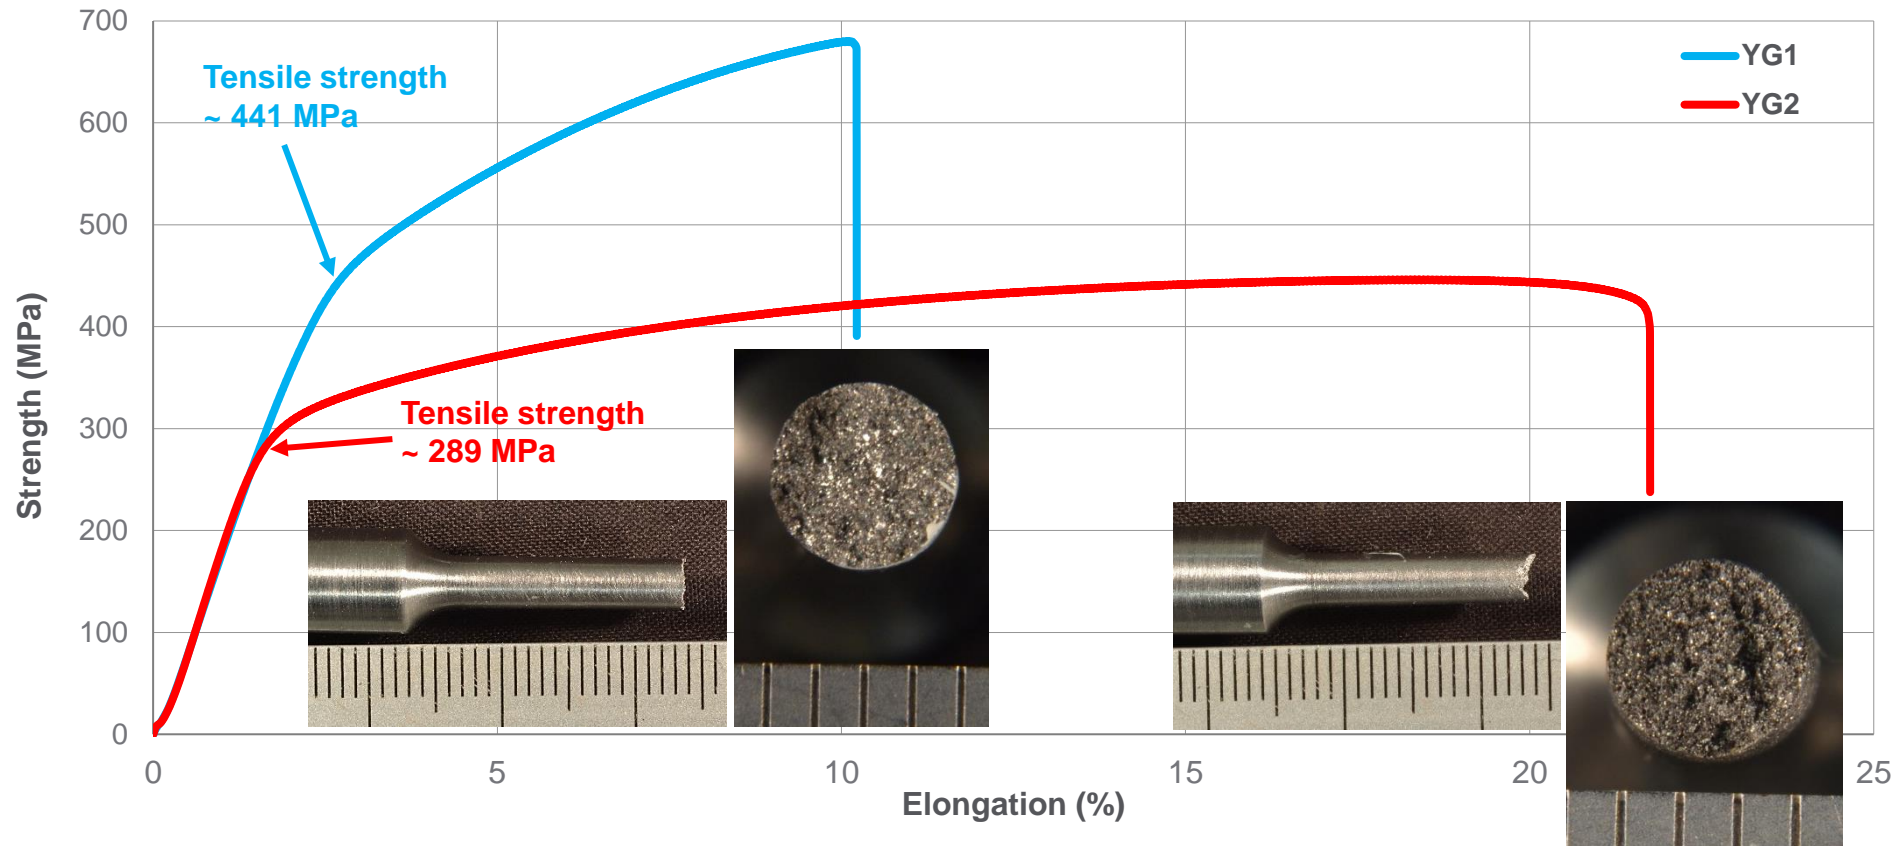 700
600
500
400
300
200
100
0
Strength (MPa)
Tensile strength
~ 441 MPa
Tensile strength
~ 289 MPa
YG1
YG2
0
5
10
15
20
25
Elongation (%)